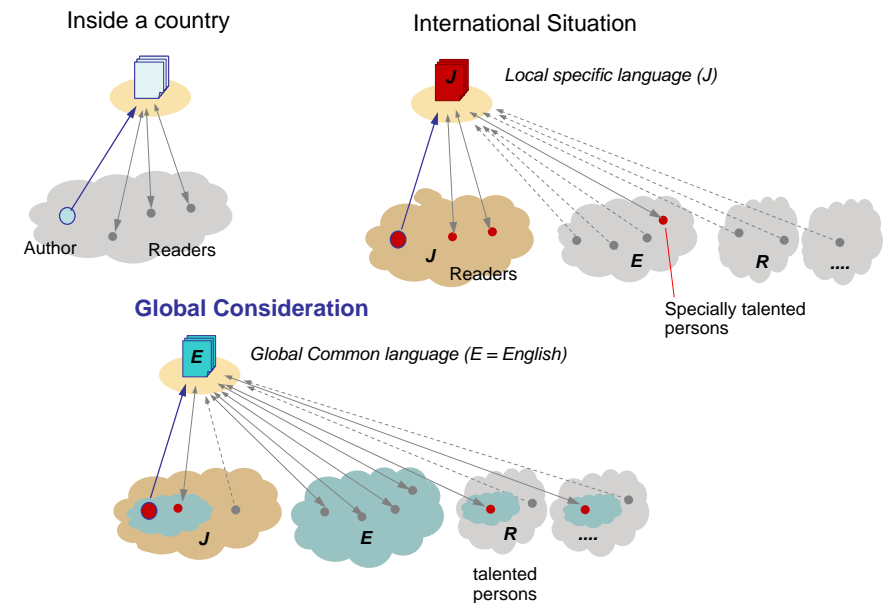 Inside a country
International Situation
J
Local specific language (J)
Author
Readers
J
Readers
E
R
....
Specially talented
persons
Global Consideration
E
Global Common language (E = English)
J
E
R
....
talented
persons